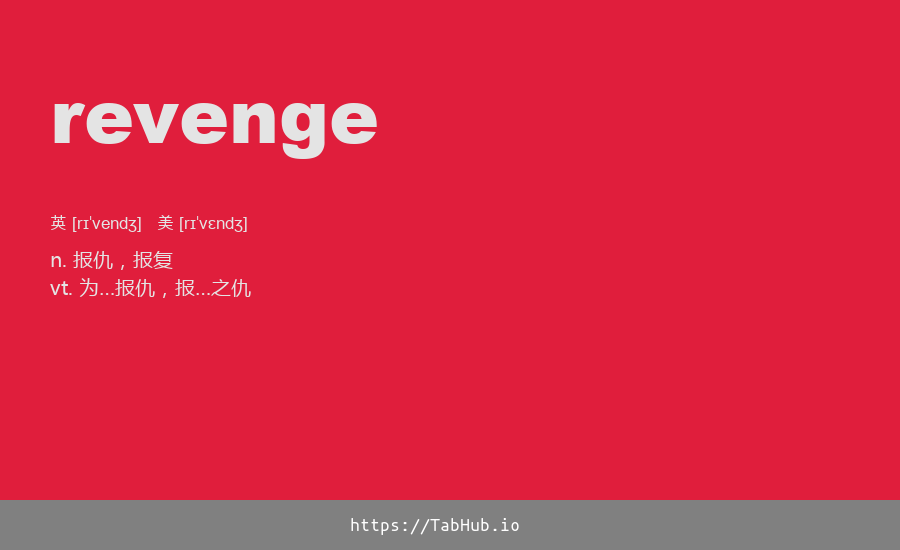 revenge
英 [rɪ'vendʒ]   美 [rɪ'vɛndʒ]
n. 报仇，报复
vt. 为...报仇，报...之仇
https://TabHub.io